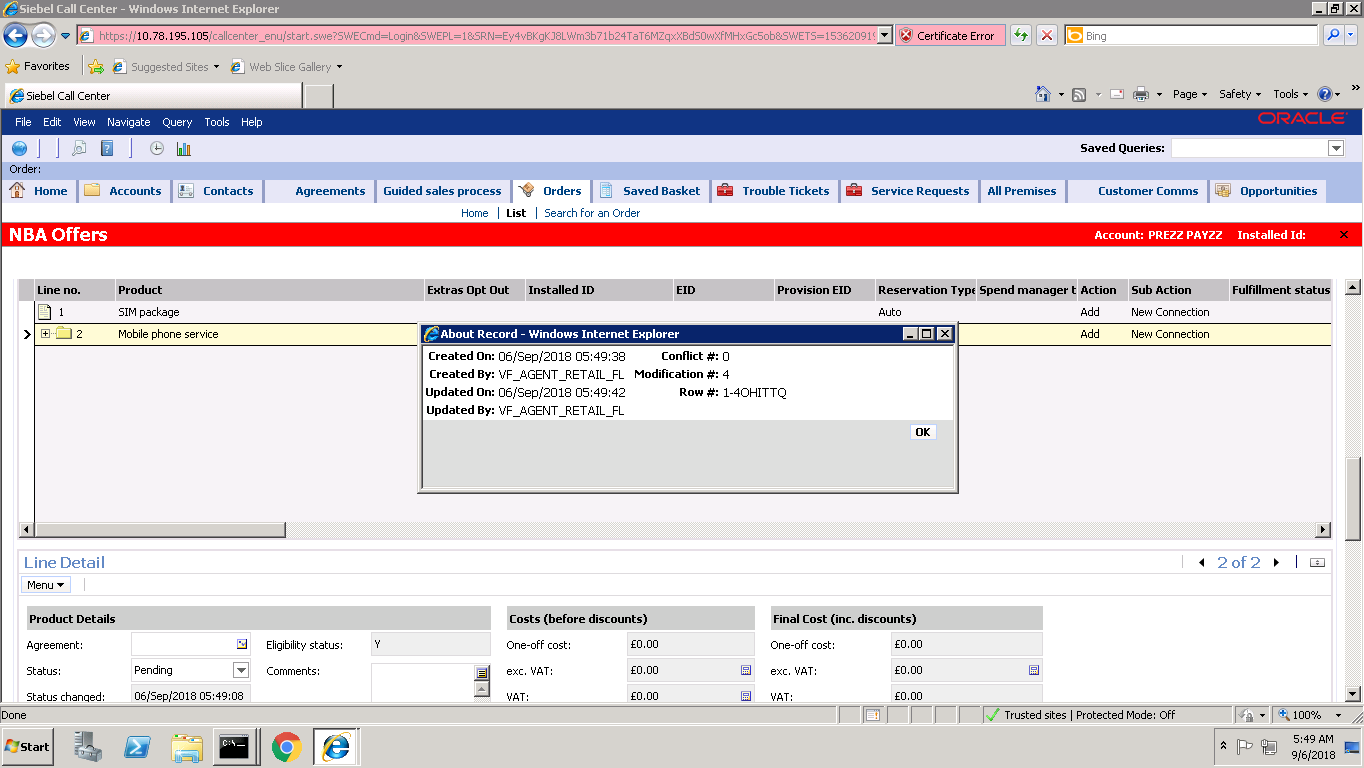 Siebel Call Center - Windows Internet Explorer
https://10.78.195.105/callcenter_enu/start.swe?SWECmd=Login&SWEPL=1&SRN=Ey4vBKgKJ8LWm3b71b24TaT6MZqxXBdS0wXfMHxGc5ob&SWETS=153620919 Certificate Error Bing
Favorites Suggested Sites Web Slice Gallery
Siebel Call Center Page Safety Tools
File Edit View Navigate Query Tools Help ORACLE
Saved Queries:
Order:
Home Accounts Contacts Agreements Guided sales process Orders Saved Basket Trouble Tickets Service Requests All Premises Customer Comms Opportunities
Home List Search for an Order
NBA Offers Account: PREZZ PAYZZ Installed Id:
Line no. Product Extras Opt Out Installed ID EID Provision EID Reservation Type Spend manager t Action Sub Action Fulfillment status
1 SIM package Auto Add New Connection
2 Mobile phone service Add New Connection
About Record - Windows Internet Explorer
Created On: 06/Sep/2018 05:49:38 Conflict #: 0
Created By: VF_AGENT_RETAIL_FL Modification #: 4
Updated On: 06/Sep/2018 05:49:42 Row #: 1-4OHITTQ
Updated By: VF_AGENT_RETAIL_FL
OK
Line Detail 2 of 2
Menu
Product Details Costs (before discounts) Final Cost (inc. discounts)
Agreement: Eligibility status: Y One-off cost: £0.00 One-off cost: £0.00
Status: Pending Comments: exc. VAT: £0.00 exc. VAT: £0.00
Status changed: 06/Sep/2018 05:49:08 VAT: £0.00 VAT: £0.00
Done Trusted sites | Protected Mode: Off 100%
Start 5:49 AM
9/6/2018